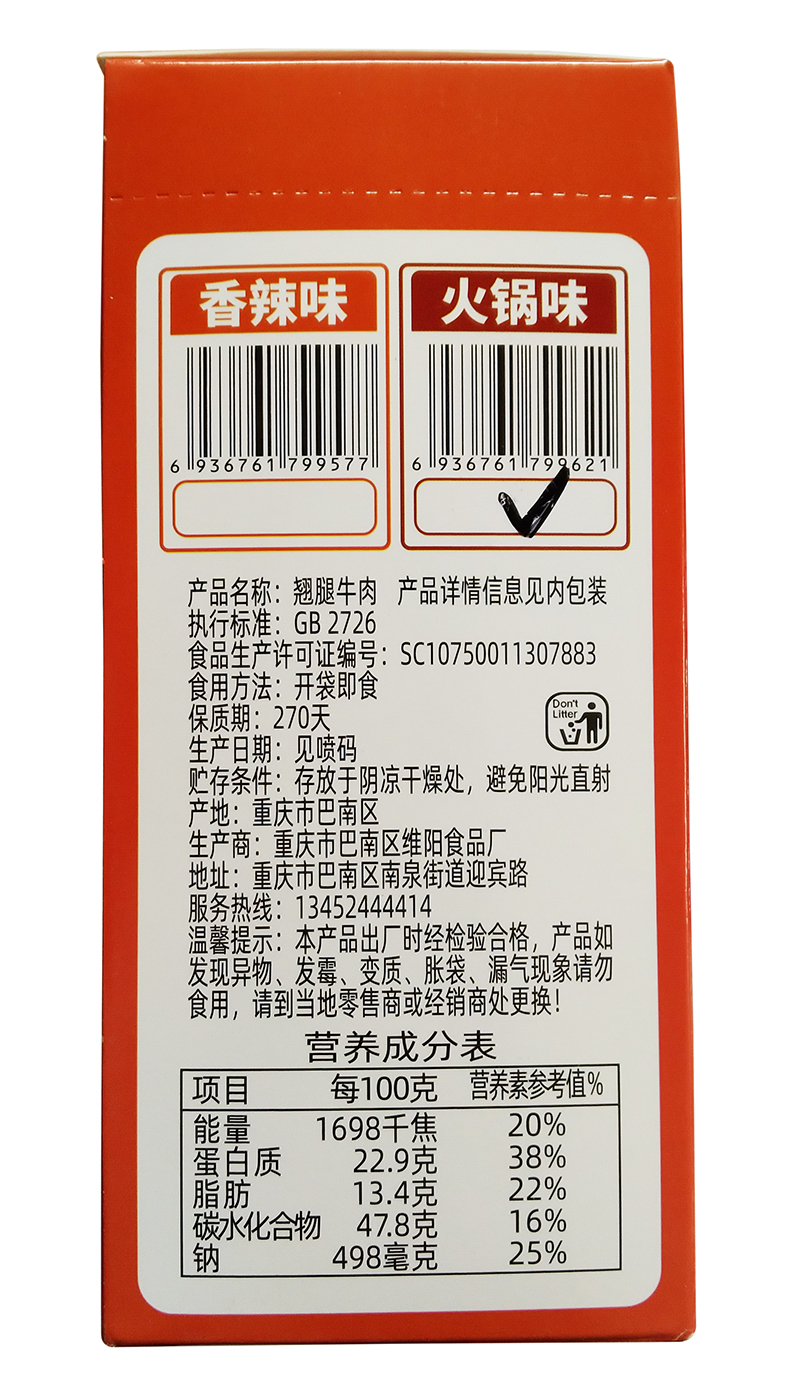 香辣味 火锅味
6 936761 799577 6 936761 799621
产品名称：翘腿牛肉 产品详情信息见内包装
执行标准：GB 2726
食品生产许可证编号：SC10750011307883
食用方法：开袋即食
保质期：270天
Don't
Litter
生产日期：见喷码
贮存条件：存放于阴凉干燥处，避免阳光直射
产地：重庆市巴南区
生产商：重庆市巴南区维阳食品厂
地址：重庆市巴南区南泉街道迎宾路
服务热线：13452444414
温馨提示：本产品出厂时经检验合格，产品如
发现异物、发霉、变质、胀袋、漏气现象请勿
食用，请到当地零售商或经销商处更换！
营养成分表
项目 每100克 营养素参考值%
能量 1698千焦 20%
蛋白质 22.9克 38%
脂肪 13.4克 22%
碳水化合物 47.8克 16%
钠 498毫克 25%